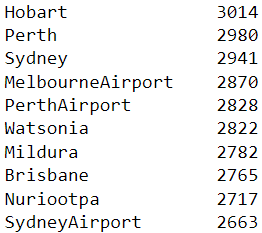 Hobart 3014
Perth 2980
Sydney 2941
MelbourneAirport 2870
PerthAirport 2828
Watsonia 2822
Mildura 2782
Brisbane 2765
Nuriootpa 2717
SydneyAirport 2663